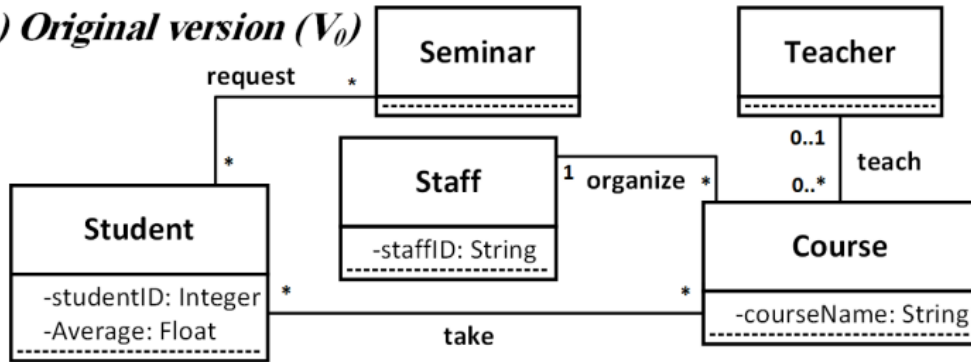 ) Original version (V0)
Seminar
Teacher
request
*
*
Staff
-staffID: String
1
organize
*
0..1
teach
0..*
Student
-studentID: Integer
-Average: Float
*
take
*
Course
-courseName: String